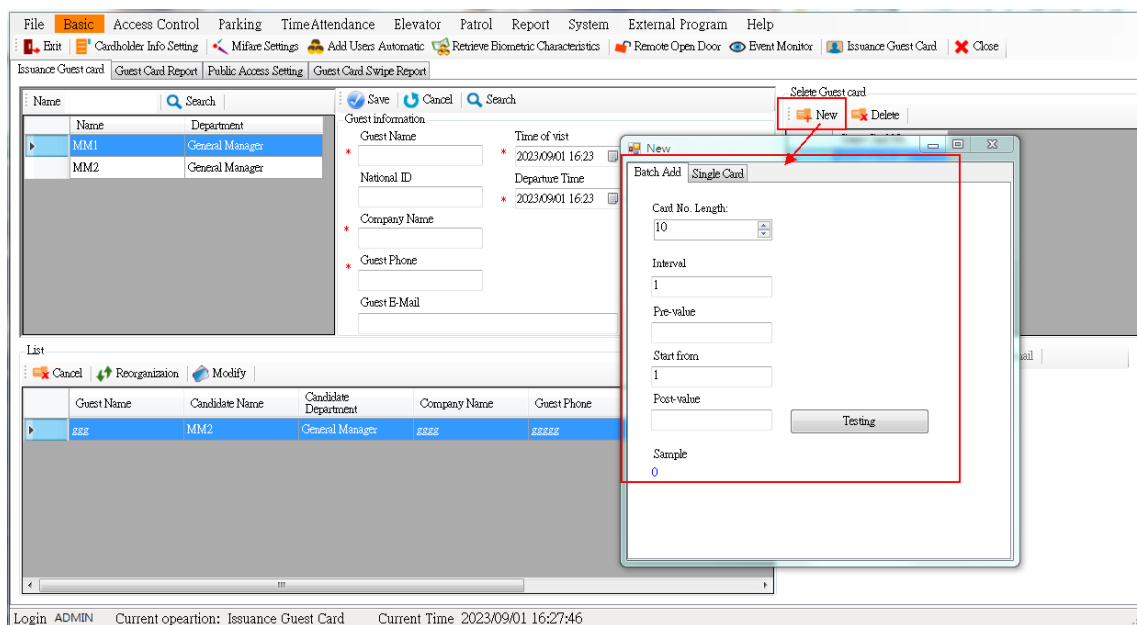 File Basic Access Control Parking TimeAttendance Elevator Patrol Report System External Program Help
Exit Cardholder Info Setting Mifare Settings Add Users Automatic Retrieve Biometric Characteristics Remote Open Door Event Monitor Issuance Guest Card Close
Issuance Guest card Guest Card Report Public Access Setting Guest Card Swipe Report
Name Search
Name Department
MM1 General Manager
MM2 General Manager
Save Cancel Search
Guest information
Guest Name Time of vist
* * 2023/09/01 16:23
National ID Departure Time
* 2023/09/01 16:23
Company Name
*
Guest Phone
*
Guest E-Mail
Selete Guest card
New Delete
New
Batch Add Single Card
Card No. Length:
10
Interval
1
Pre-value
Start from
1
Post-value
Testing
Sample
0
List
Cancel Reorganizaion Modify
Guest Name Candidate Name Candidate Department Company Name Guest Phone
ggg MM2 General Manager gggg ggggg
Login ADMIN Current opeartion: Issuance Guest Card Current Time 2023/09/01 16:27:46